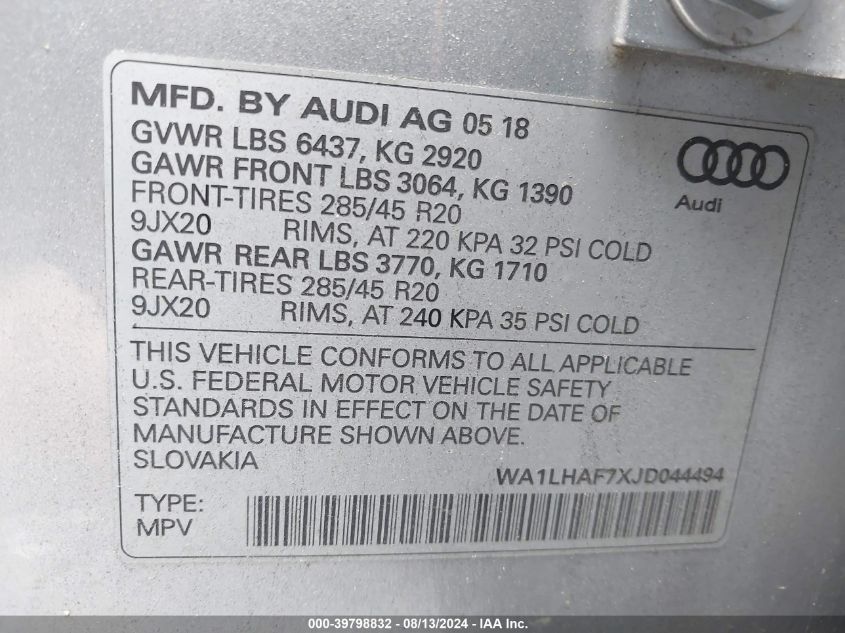 MFD. BY AUDI AG 05 18
GVWR LBS 6437, KG 2920
GAWR FRONT LBS 3064, KG 1390
FRONT-TIRES 285/45 R20
9JX20 RIMS, AT 220 KPA 32 PSI COLD
GAWR REAR LBS 3770, KG 1710
REAR-TIRES 285/45 R20
9JX20 RIMS, AT 240 KPA 35 PSI COLD
Audi
THIS VEHICLE CONFORMS TO ALL APPLICABLE
U.S. FEDERAL MOTOR VEHICLE SAFETY
STANDARDS IN EFFECT ON THE DATE OF
MANUFACTURE SHOWN ABOVE.
SLOVAKIA
WA1LHAF7XJD044494
TYPE:
MPV
000-39798832 - 08/13/2024 - IAAI.com.